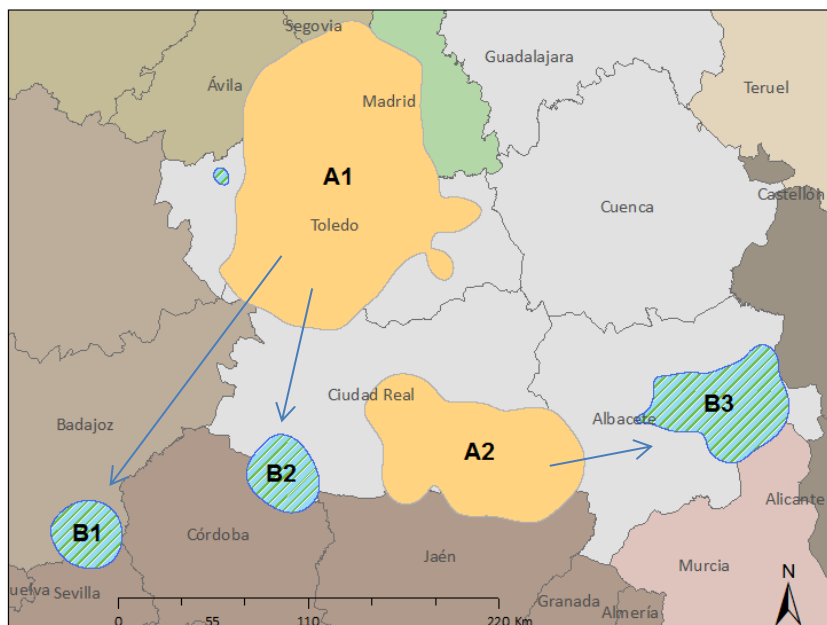 Segovia
Guadalajara
Ávila
Teruel
Madrid
A1
Castellón
Cuenca
Toledo
Ciudad Real
B3
Albacete
Badajoz
A2
B2
Alicante
B1
Córdoba
Jaén
Murcia
N
uelva
Sevilla
Granada
Almería
0 55 110 220 Km